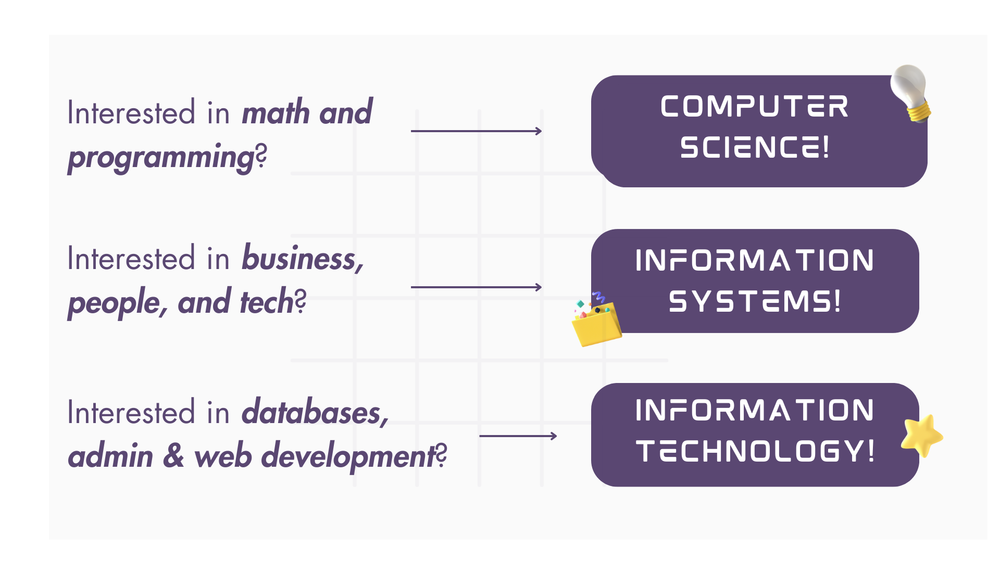 Interested in math and
programming?
COMPUTER
SCIENCE!
Interested in business,
people, and tech?
INFORMATION
SYSTEMS!
Interested in databases,
admin & web development?
INFORMATION
TECHNOLOGY!